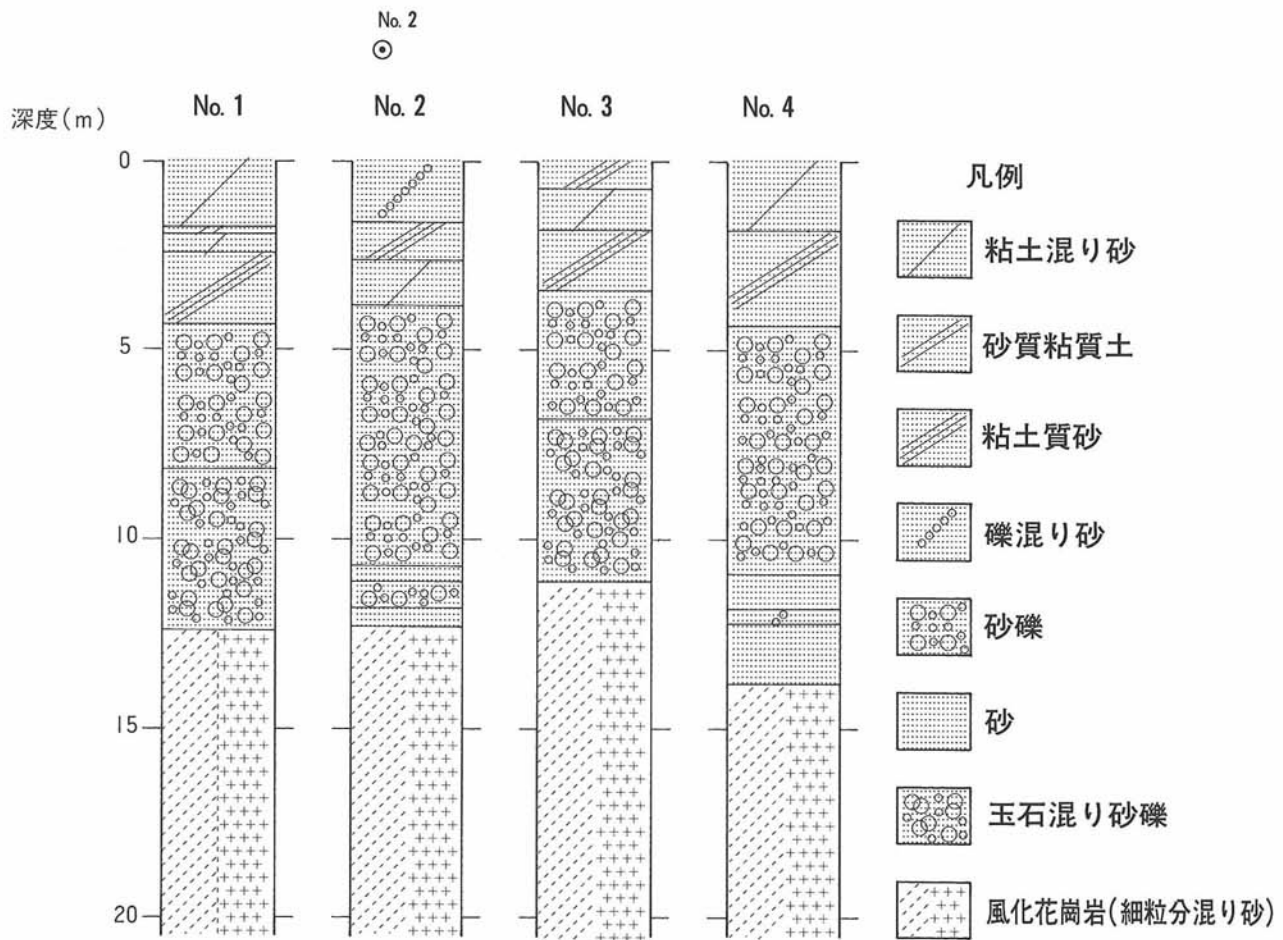 No. 2
深度(m)
No. 1
No. 2
No. 3
No. 4
0
5
10
15
20
凡例
粘土混り砂
砂質粘質土
粘土質砂
礫混り砂
砂礫
砂
玉石混り砂礫
風化花崗岩(細粒分混り砂)